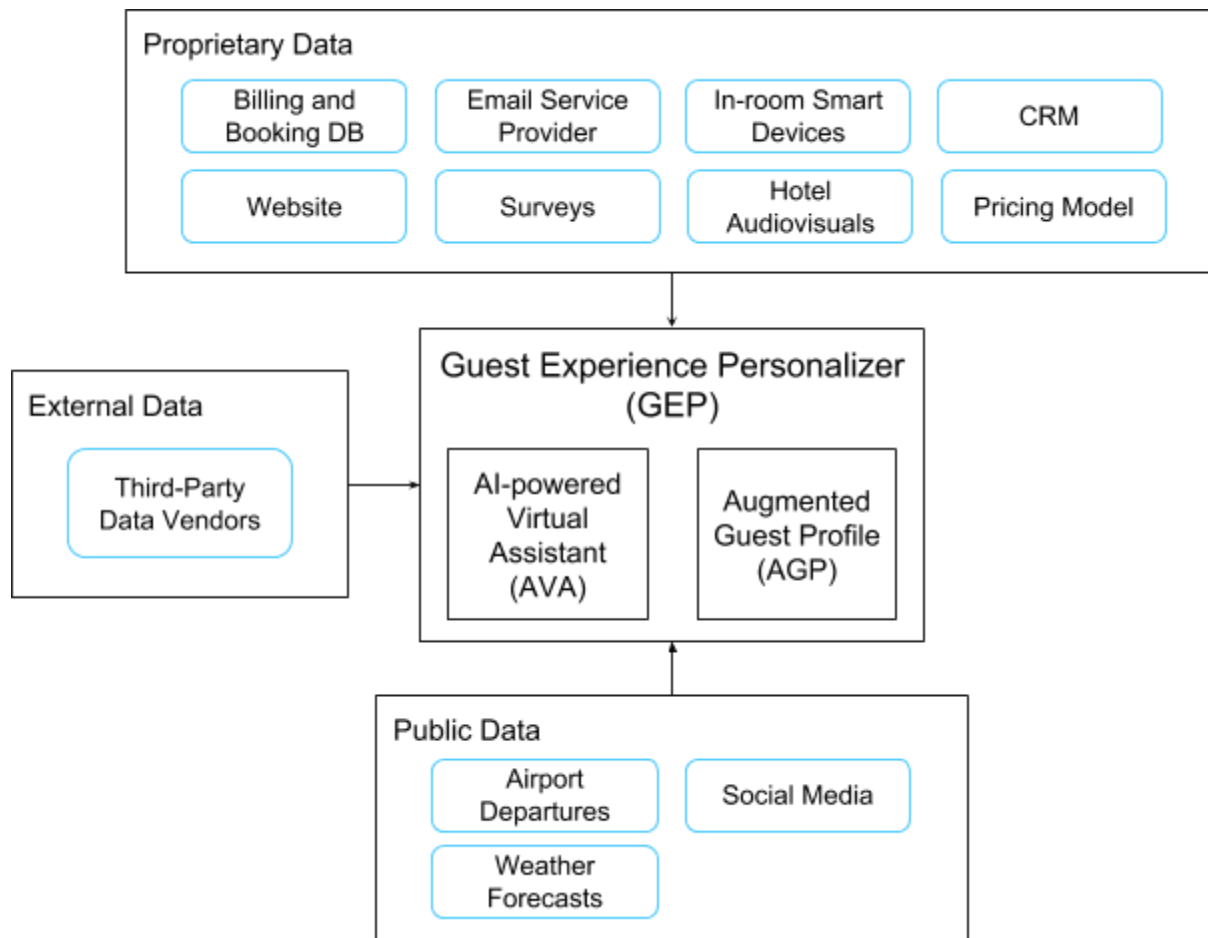 Proprietary Data
Billing and
Booking DB
Email Service
Provider
In-room Smart
Devices
CRM
Website
Surveys
Hotel
Audiovisuals
Pricing Model
Guest Experience Personalizer
(GEP)
External Data
Third-Party
Data Vendors
AI-powered
Virtual
Assistant
(AVA)
Augmented
Guest Profile
(AGP)
Public Data
Airport
Departures
Social Media
Weather
Forecasts